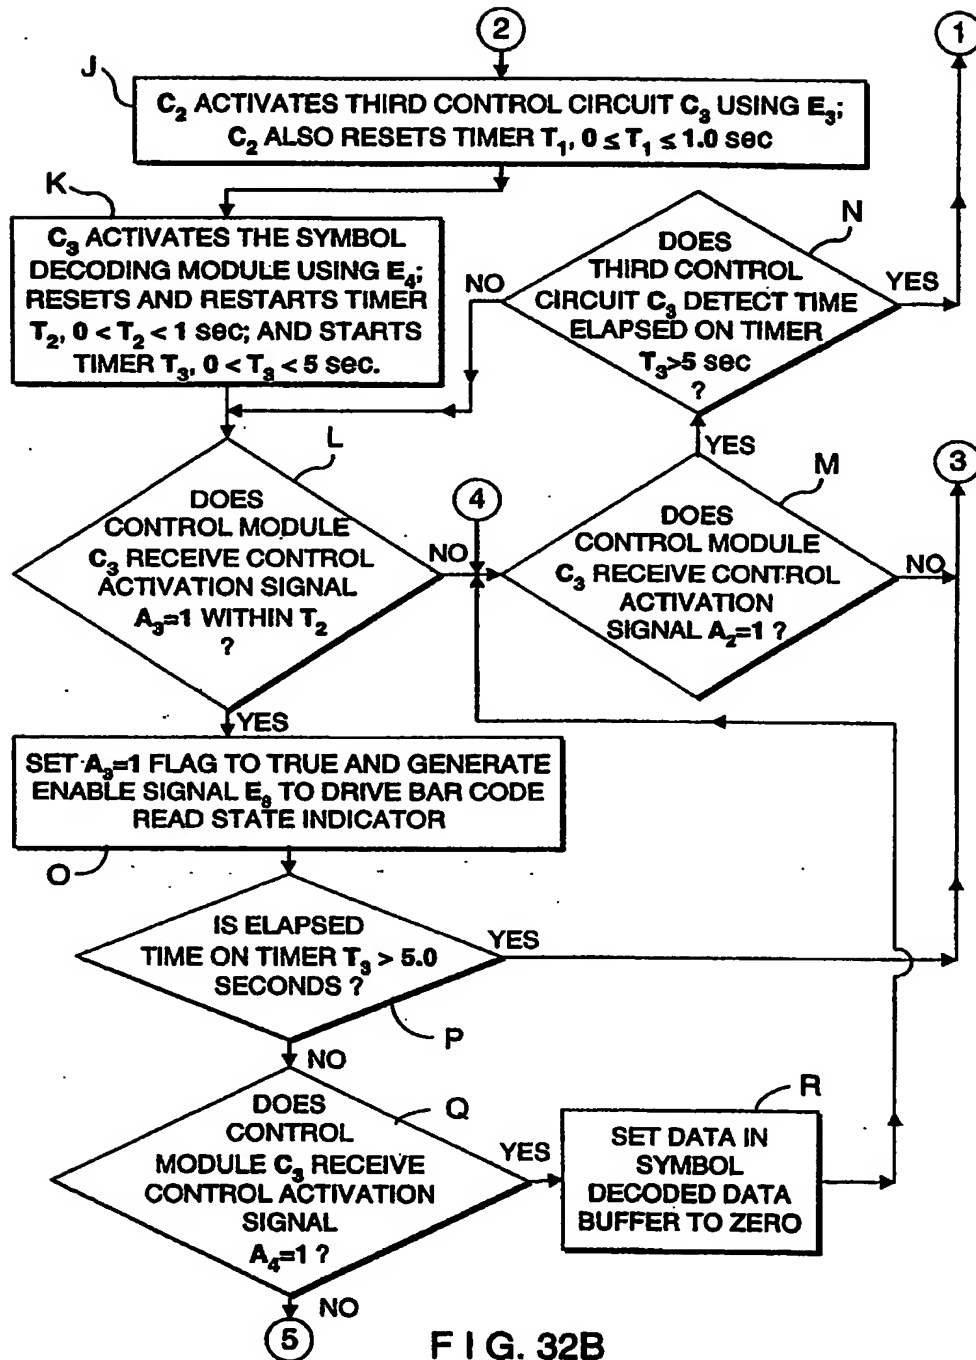 2
1
J
C2 ACTIVATES THIRD CONTROL CIRCUIT C3 USING E3;
C2 ALSO RESETS TIMER T1, 0 ≤ T1 ≤ 1.0 sec
K
C3 ACTIVATES THE SYMBOL
DECODING MODULE USING E4;
RESETS AND RESTARTS TIMER
T2, 0 < T2 < 1 sec; AND STARTS
TIMER T3, 0 < T3 < 5 sec.
N
DOES
THIRD CONTROL
CIRCUIT C3 DETECT TIME
ELAPSED ON TIMER
T3>5 sec
?
NO
YES
L
DOES
CONTROL MODULE
C3 RECEIVE CONTROL
ACTIVATION SIGNAL
A3=1 WITHIN T2
?
NO
4
YES
M
3
DOES
CONTROL MODULE
C3 RECEIVE CONTROL
ACTIVATION
SIGNAL A2=1 ?
NO
YES
SET A3=1 FLAG TO TRUE AND GENERATE
ENABLE SIGNAL E8 TO DRIVE BAR CODE
READ STATE INDICATOR
O
IS ELAPSED
TIME ON TIMER T3 > 5.0
SECONDS ?
YES
P
NO
Q
DOES
CONTROL
MODULE C3 RECEIVE
CONTROL ACTIVATION
SIGNAL
A4=1 ?
YES
R
SET DATA IN
SYMBOL
DECODED DATA
BUFFER TO ZERO
NO
5
F I G. 32B